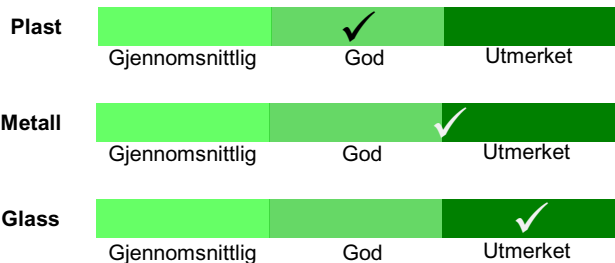 Plast
Gjennomsnittlig God Utmerket
Metall
Gjennomsnittlig God Utmerket
Glass
Gjennomsnittlig God Utmerket